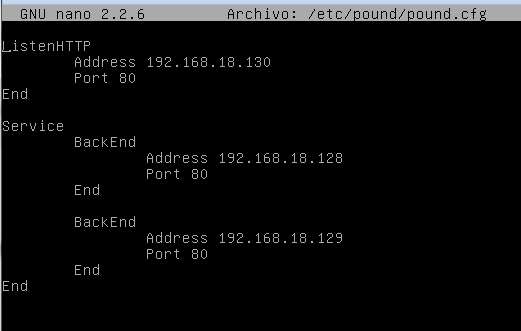 GNU nano 2.2.6 Archivo: /etc/pound/pound.cfg
ListenHTTP
Address 192.168.18.130
Port 80
End
Service
BackEnd
Address 192.168.18.128
Port 80
End
BackEnd
Address 192.168.18.129
Port 80
End
End